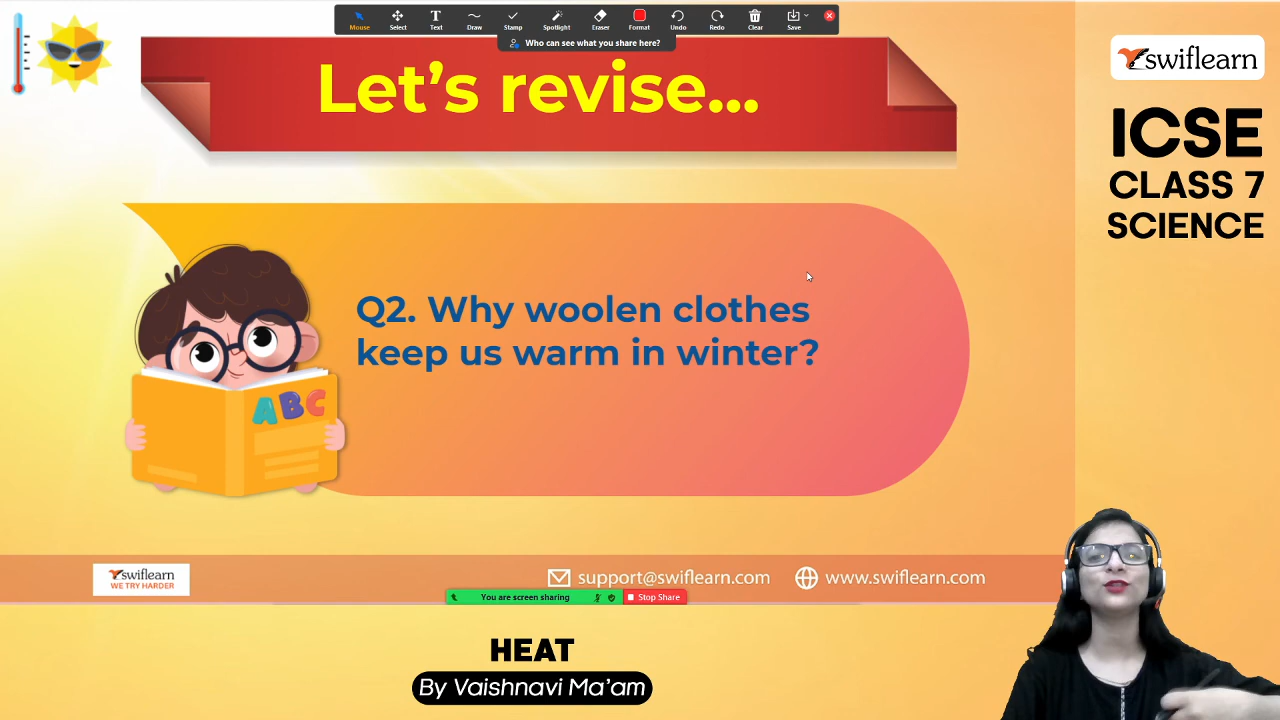 Mouse Select Text Draw Stamp Spotlight Eraser Format Undo Redo Clear Save
Who can see what you share here?
Let's revise...
swiflearn
ICSE
CLASS 7
SCIENCE
Q2. Why woolen clothes
keep us warm in winter?
ABC
swiflearn
WE TRY HARDER
support@swiflearn.com
www.swiflearn.com
You are screen sharing
Stop Share
HEAT
By Vaishnavi Ma'am